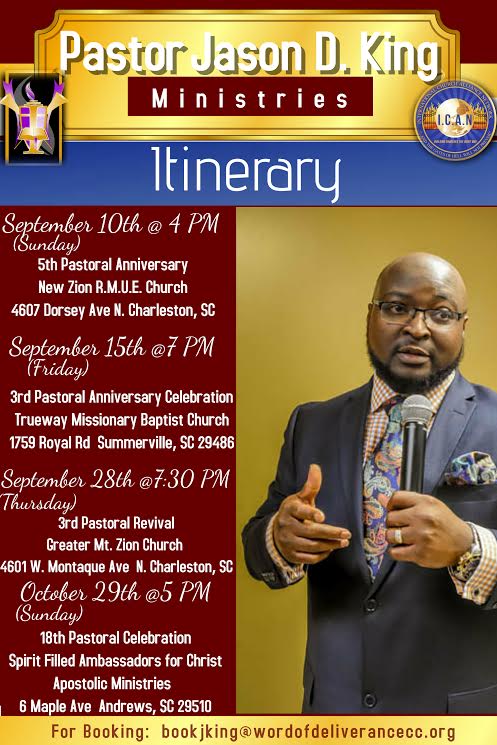 Pastor Jason D. King
Ministries
I.C.A.N
Itinerary
September 10th @ 4 PM
(Sunday)
5th Pastoral Anniversary
New Zion R.M.U.E. Church
4607 Dorsey Ave N. Charleston, SC
September 15th @7 PM
(Friday)
3rd Pastoral Anniversary Celebration
Trueway Missionary Baptist Church
1759 Royal Rd Summerville, SC 29486
September 28th @7:30 PM
(Thursday)
3rd Pastoral Revival
Greater Mt. Zion Church
4601 W. Montaque Ave N. Charleston, SC
October 29th @5 PM
(Sunday)
18th Pastoral Celebration
Spirit Filled Ambassadors for Christ
Apostolic Ministries
6 Maple Ave Andrews, SC 29510
For Booking: bookjking@wordofdeliverancecc.org